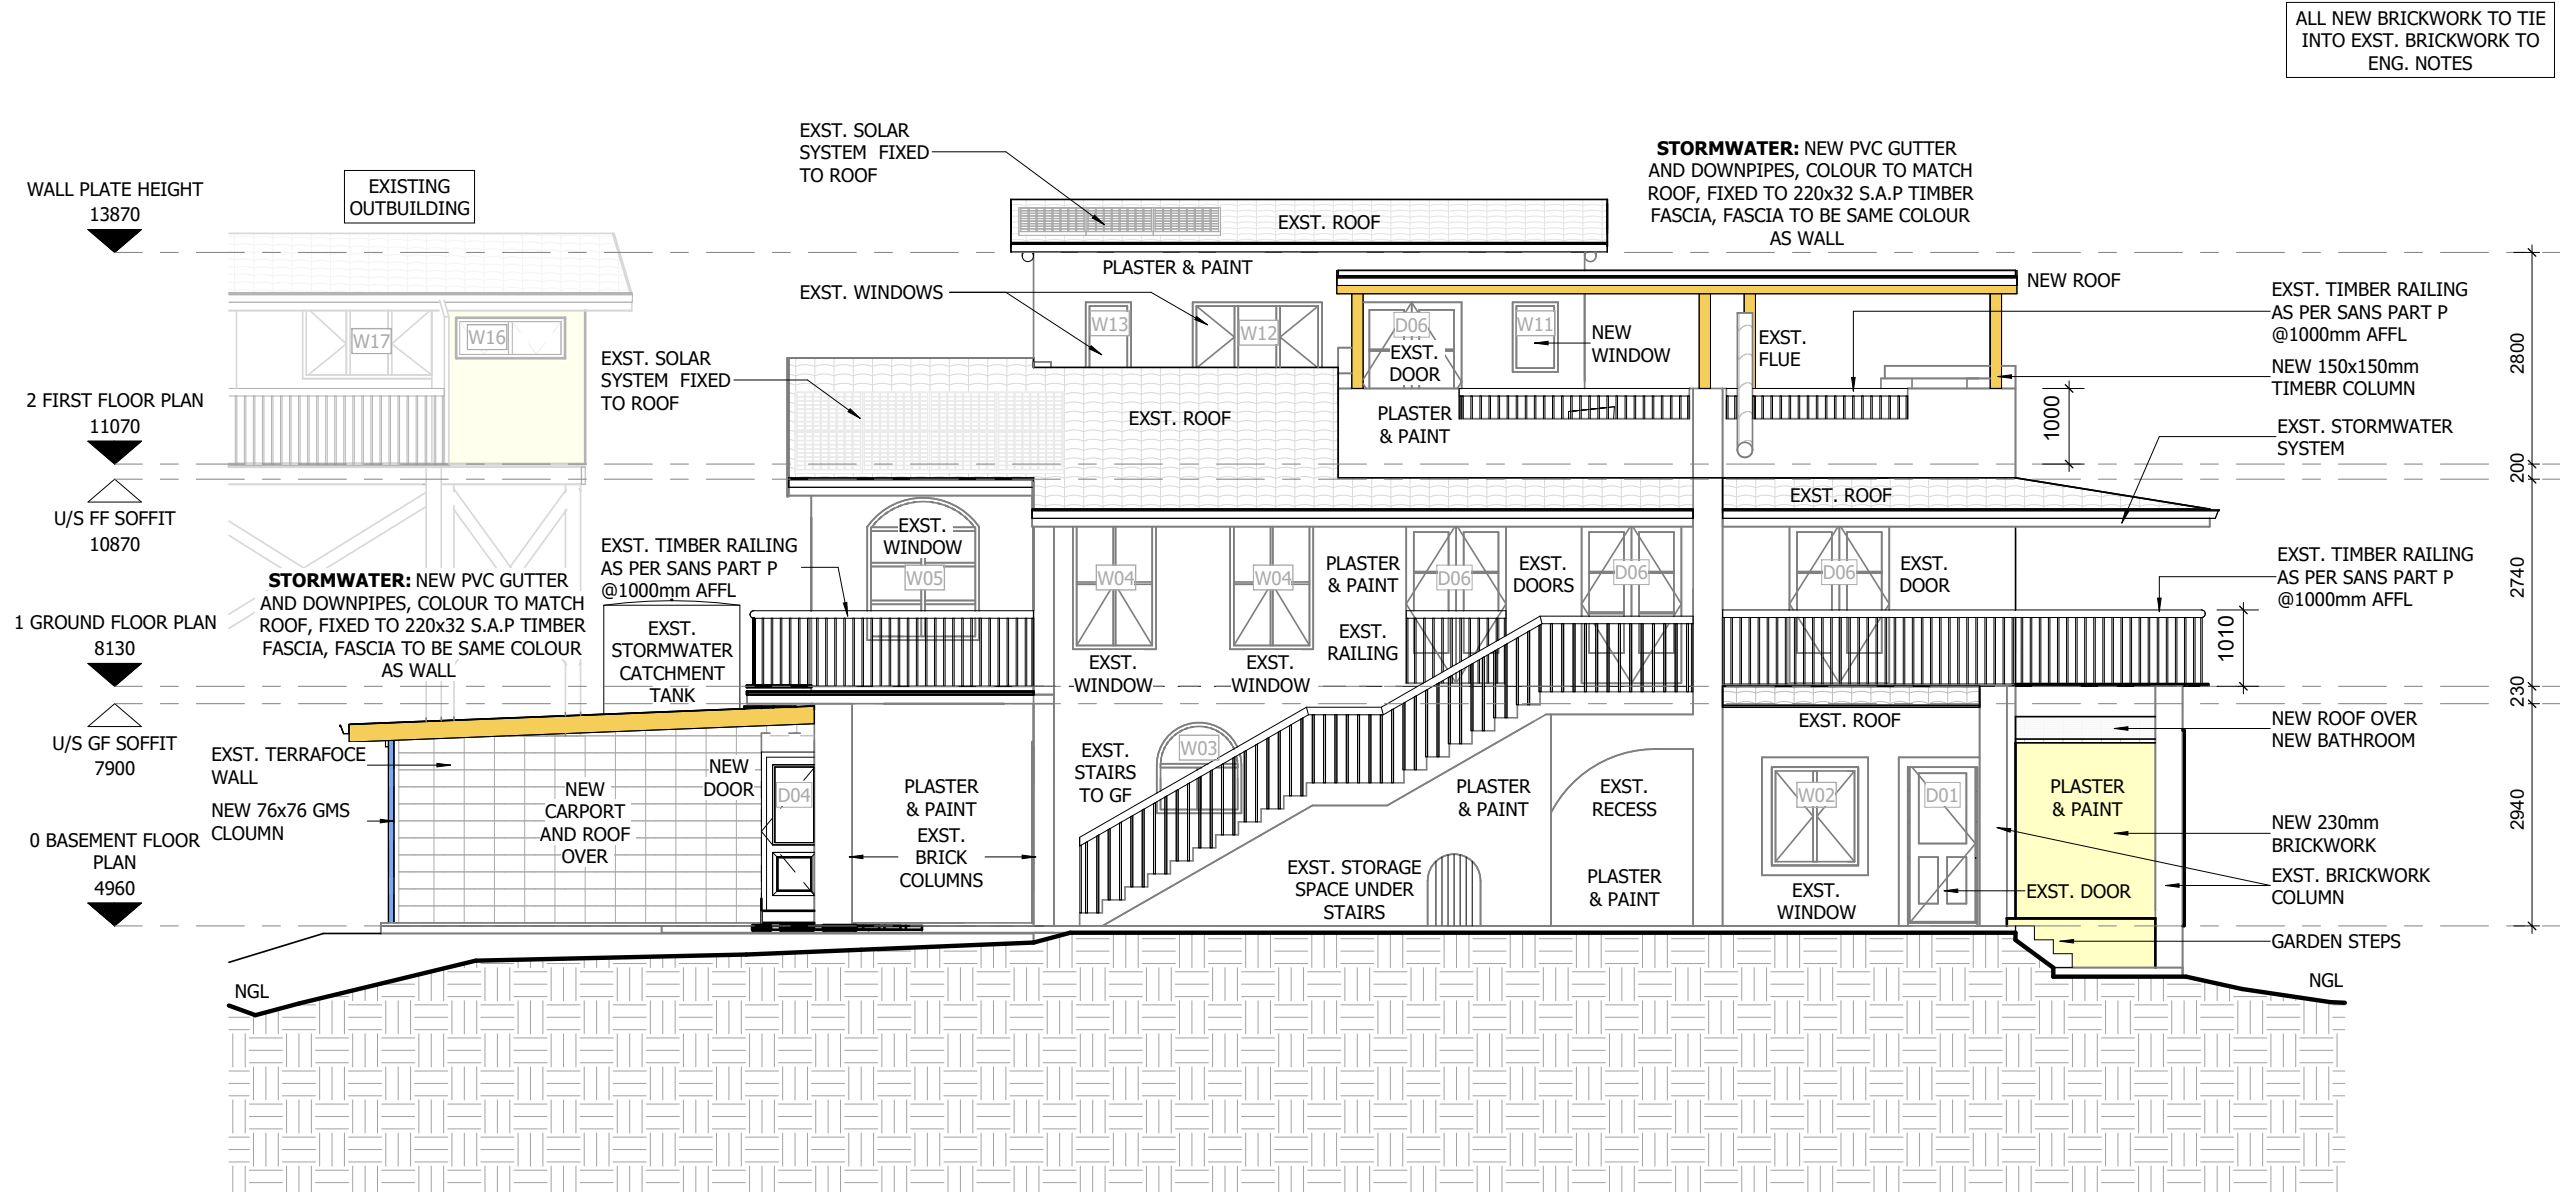 ALL NEW BRICKWORK TO TIE
INTO EXST. BRICKWORK TO
ENG. NOTES
EXST. SOLAR
SYSTEM FIXED
TO ROOF
STORMWATER: NEW PVC GUTTER
AND DOWNPIPES, COLOUR TO MATCH
ROOF, FIXED TO 220x32 S.A.P TIMBER
FASCIA, FASCIA TO BE SAME COLOUR
AS WALL
WALL PLATE HEIGHT
13870
EXISTING
OUTBUILDING
EXST. ROOF
PLASTER & PAINT
EXST. WINDOWS
NEW ROOF
EXST. TIMBER RAILING
AS PER SANS PART P
@1000mm AFFL
W17
W16
W13
W12
D06
EXST.
DOOR
W11
NEW
WINDOW
EXST.
FLUE
2800
NEW 150x150mm
TIMEBR COLUMN
EXST. SOLAR
SYSTEM FIXED
TO ROOF
2 FIRST FLOOR PLAN
11070
EXST. ROOF
PLASTER
& PAINT
1000
EXST. STORMWATER
SYSTEM
200
U/S FF SOFFIT
10870
EXST. ROOF
EXST.
WINDOW
W05
EXST. TIMBER RAILING
AS PER SANS PART P
@1000mm AFFL
W04
W04
PLASTER
& PAINT
D06
EXST.
DOORS
D06
D06
EXST.
DOOR
EXST. TIMBER RAILING
AS PER SANS PART P
@1000mm AFFL
2740
STORMWATER: NEW PVC GUTTER
AND DOWNPIPES, COLOUR TO MATCH
ROOF, FIXED TO 220x32 S.A.P TIMBER
FASCIA, FASCIA TO BE SAME COLOUR
AS WALL
1 GROUND FLOOR PLAN
8130
EXST.
STORMWATER
CATCHMENT
TANK
EXST.
WINDOW
EXST.
WINDOW
EXST.
RAILING
1010
230
U/S GF SOFFIT
7900
EXST. ROOF
NEW ROOF OVER
NEW BATHROOM
EXST. TERRAFOCE
WALL
NEW 76x76 GMS
CLOUMN
NEW
CARPORT
AND ROOF
OVER
NEW
DOOR
D04
PLASTER
& PAINT
EXST.
BRICK
COLUMNS
EXST.
STAIRS
TO GF
W03
PLASTER
& PAINT
EXST.
RECESS
W02
D01
PLASTER
& PAINT
NEW 230mm
BRICKWORK
2940
0 BASEMENT FLOOR
PLAN
4960
EXST. STORAGE
SPACE UNDER
STAIRS
PLASTER
& PAINT
EXST.
WINDOW
EXST. DOOR
EXST. BRICKWORK
COLUMN
GARDEN STEPS
NGL
NGL